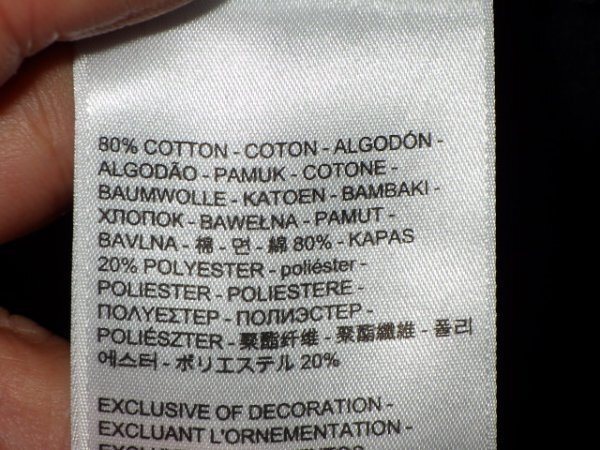 80% COTTON - COTON - ALGODÓN -
ALGODÃO - PAMUK - COTONE -
BAUMWOLLE - KATOEN - BAMBAKI -
ХЛОПОК - BAWEŁNA - PAMUT -
BAVLNA - 棉 - 면 - 綿 80% - KAPAS
20% POLYESTER - poliéster -
POLIESTER - POLIESTERE -
ΠΟΛΥΕΣΤΕΡ - ПОЛИЭСТЕР -
POLIÉSZTER - 聚酯纤维 - 聚酯纖維 - 폴리
에스터 - ポリエステル 20%
EXCLUSIVE OF DECORATION -
EXCLUANT L'ORNEMENTATION -